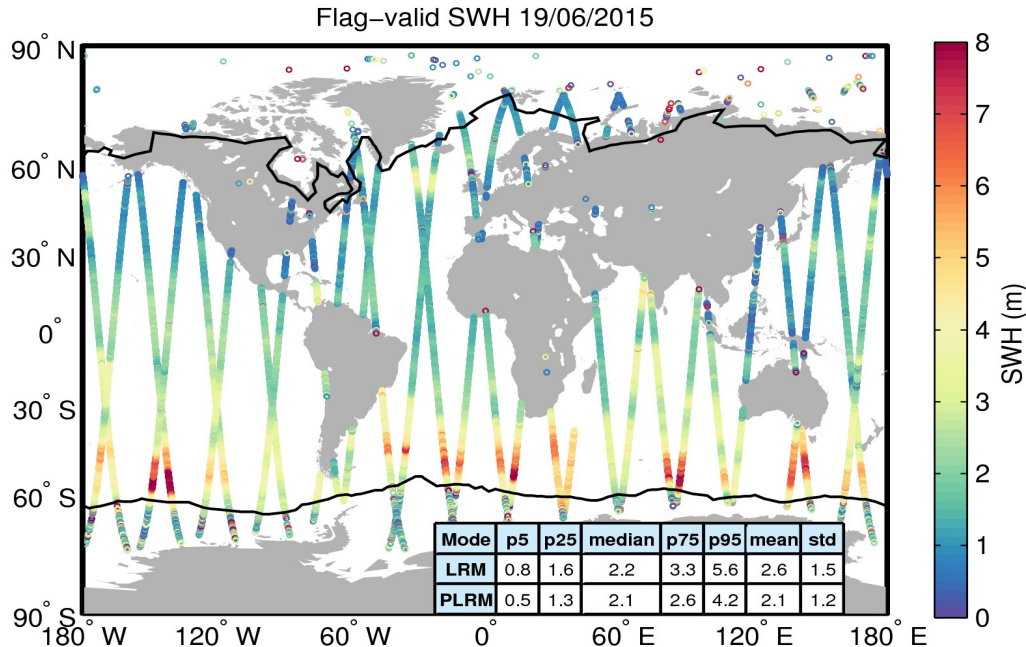 Flag−valid SWH 19/06/2015
90° N
60° N
30° N
0°
30° S
60° S
90° S
180° W
120° W
60° W
0°
60° E
120° E
180° E
8
7
6
5
4
3
2
1
0
SWH (m)
Mode p5 p25 median p75 p95 mean std
LRM 0.8 1.6 2.2 3.3 5.6 2.6 1.5
PLRM 0.5 1.3 2.1 2.6 4.2 2.1 1.2